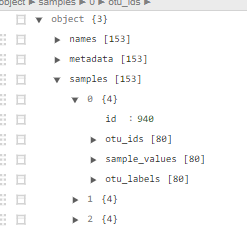 object ▶ samples ▶ 0 ▶ otu_ids ▶
▼ object {3}
▶ names [153]
▶ metadata [153]
▼ samples [153]
▼ 0 {4}
id : 940
▶ otu_ids [80]
▶ sample_values [80]
▶ otu_labels [80]
▶ 1 {4}
▶ 2 {4}